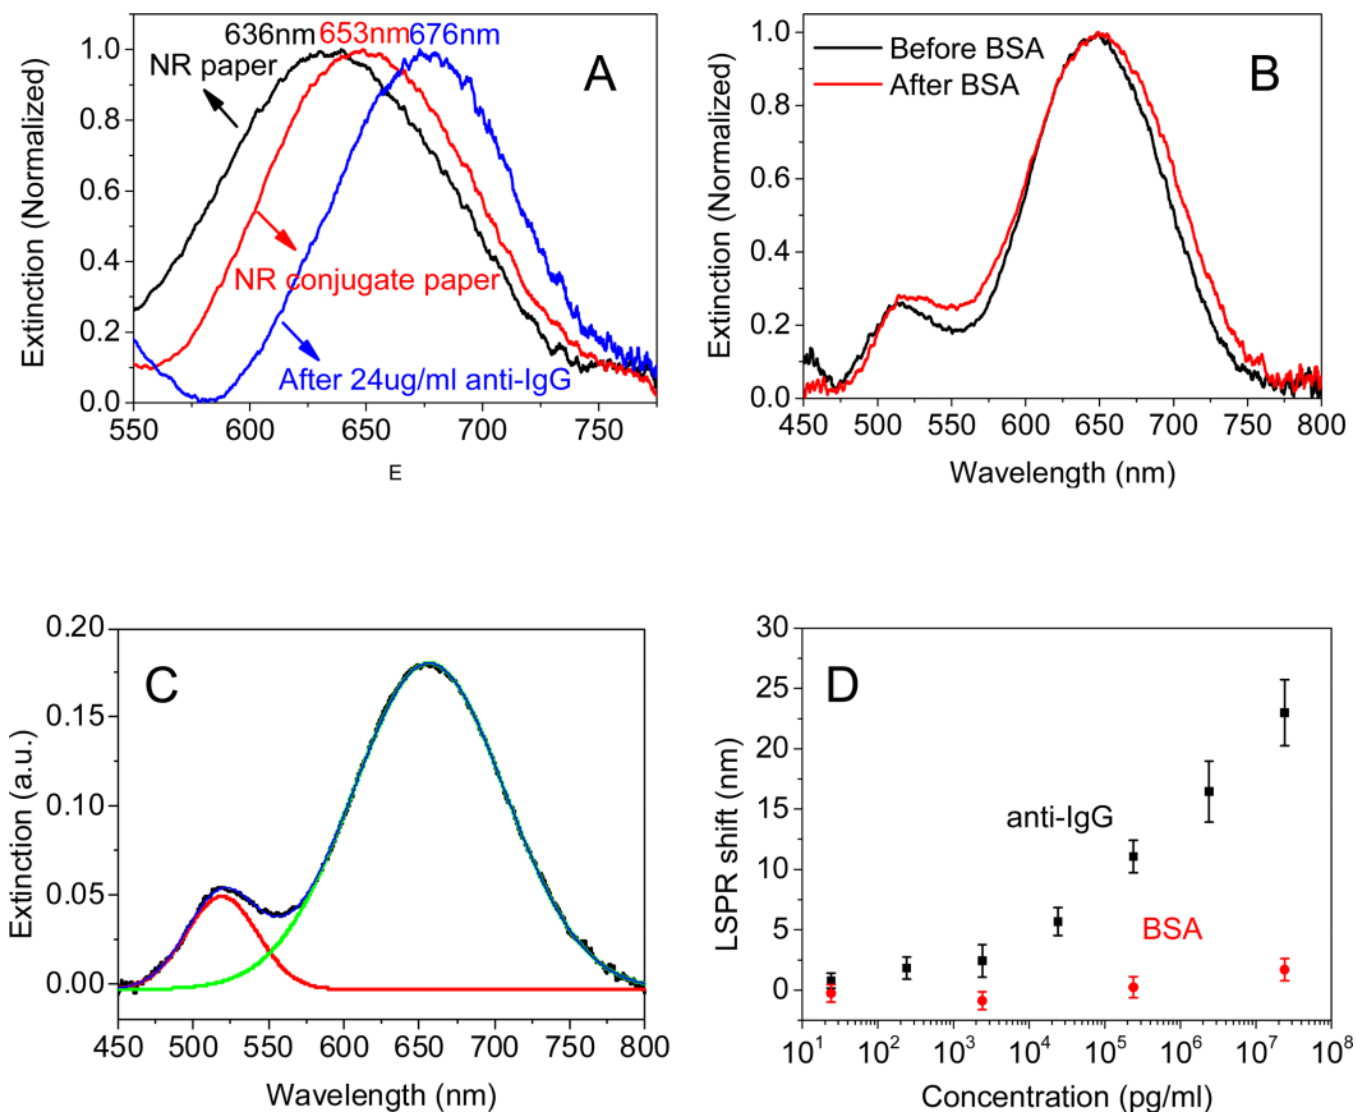 636nm 653nm 676nm
1.0
0.8
0.6
0.4
0.2
0.0
Extinction (Normalized)
NR paper
A
NR conjugate paper
After 24ug/ml anti-IgG
550 600 650 700 750
E
1.0
0.8
0.6
0.4
0.2
0.0
Extinction (Normalized)
Before BSA
After BSA
B
450 500 550 600 650 700 750 800
Wavelength (nm)
0.20
0.15
0.10
0.05
0.00
Extinction (a.u.)
C
450 500 550 600 650 700 750 800
Wavelength (nm)
30
25
20
15
10
5
0
LSPR shift (nm)
D
anti-IgG
BSA
10¹ 10² 10³ 10⁴ 10⁵ 10⁶ 10⁷ 10⁸
Concentration (pg/ml)